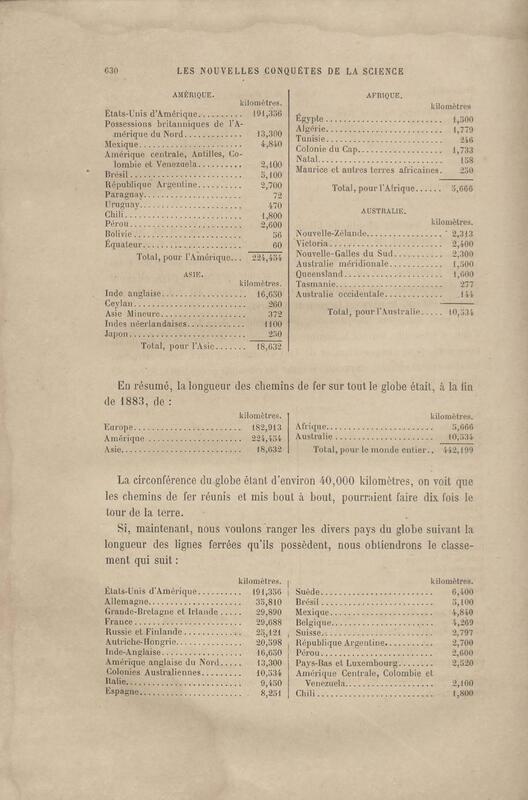 630 LES NOUVELLES CONQUÊTES DE LA SCIENCE
AMÉRIQUE.
kilomètres.
États-Unis d'Amérique.......... 191,356
Possessions britanniques de l'A-
mérique du Nord............. 13,300
Mexique........................ 4,840
Amérique centrale, Antilles, Co-
lombie et Venezuela.......... 2,100
Brésil......................... 5,100
République Argentine.......... 2,700
Paraguay....................... 72
Uruguay........................ 470
Chili.......................... 1,800
Pérou.......................... 2,600
Bolivie........................ 56
Équateur....................... 60
Total, pour l'Amérique... 224,454
ASIE.
kilomètres.
Inde anglaise................... 16,650
Ceylan......................... 260
Asie Mineure................... 372
Indes néerlandaises............. 1100
Japon.......................... 250
Total, pour l'Asie....... 18,632
AFRIQUE.
kilomètres
Égypte......................... 1,500
Algérie........................ 1,779
Tunisie........................ 246
Colonie du Cap................. 1,733
Natal.......................... 158
Maurice et autres terres africaines. 250
Total, pour l'Afrique...... 5,666
AUSTRALIE.
kilomètres.
Nouvelle-Zélande............... 2,313
Victoria....................... 2,400
Nouvelle-Galles du Sud......... 2,300
Australie méridionale........... 1,500
Queensland..................... 1,600
Tasmanie....................... 277
Australie occidentale............ 144
Total, pour l'Australie..... 10,534
En résumé, la longueur des chemins de fer sur tout le globe était, à la fin
de 1883, de :
kilomètres.
Europe......................... 182,913
Amérique ...................... 224,454
Asie........................... 18,632
kilomètres.
Afrique........................ 5,666
Australie ...................... 10,534
Total, pour le monde entier.. 442,199
La circonférence du globe étant d'environ 40,000 kilomètres, on voit que
les chemins de fer réunis et mis bout à bout, pourraient faire dix fois le
tour de la terre.
Si, maintenant, nous voulons ranger les divers pays du globe suivant la
longueur des lignes ferrées qu'ils possèdent, nous obtiendrons le classe-
ment qui suit :
kilomètres.
États-Unis d'Amérique.......... 191,356
Allemagne...................... 35,810
Grande-Bretagne et Irlande..... 29,890
France......................... 29,688
Russie et Finlande.............. 25,121
Autriche-Hongrie............... 20,598
Inde-Anglaise.................. 16,650
Amérique anglaise du Nord..... 13,300
Colonies Australiennes.......... 10,534
Italie.......................... 9,450
Espagne........................ 8,251
kilomètres.
Suède.......................... 6,400
Brésil.......................... 5,100
Mexique........................ 4,840
Belgique........................ 4,269
Suisse.......................... 2,797
République Argentine........... 2,700
Pérou.......................... 2,600
Pays-Bas et Luxembourg........ 2,520
Amérique Centrale, Colombie et
Venezuela.................... 2,100
Chili........................... 1,800